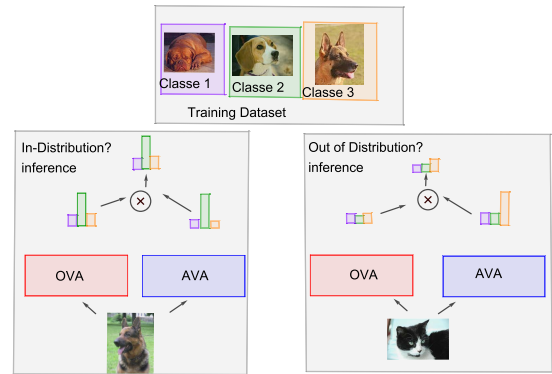 Classe 1
Classe 2
Classe 3
Training Dataset
In-Distribution?
inference
×
OVA
AVA
Out of Distribution?
inference
×
OVA
AVA